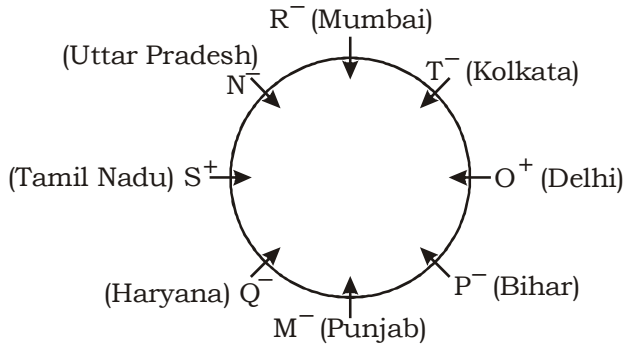 R⁻ (Mumbai)
(Uttar Pradesh)
N⁻
T⁻ (Kolkata)
(Tamil Nadu) S⁺
O⁺ (Delhi)
(Haryana) Q⁻
P⁻ (Bihar)
M⁻ (Punjab)